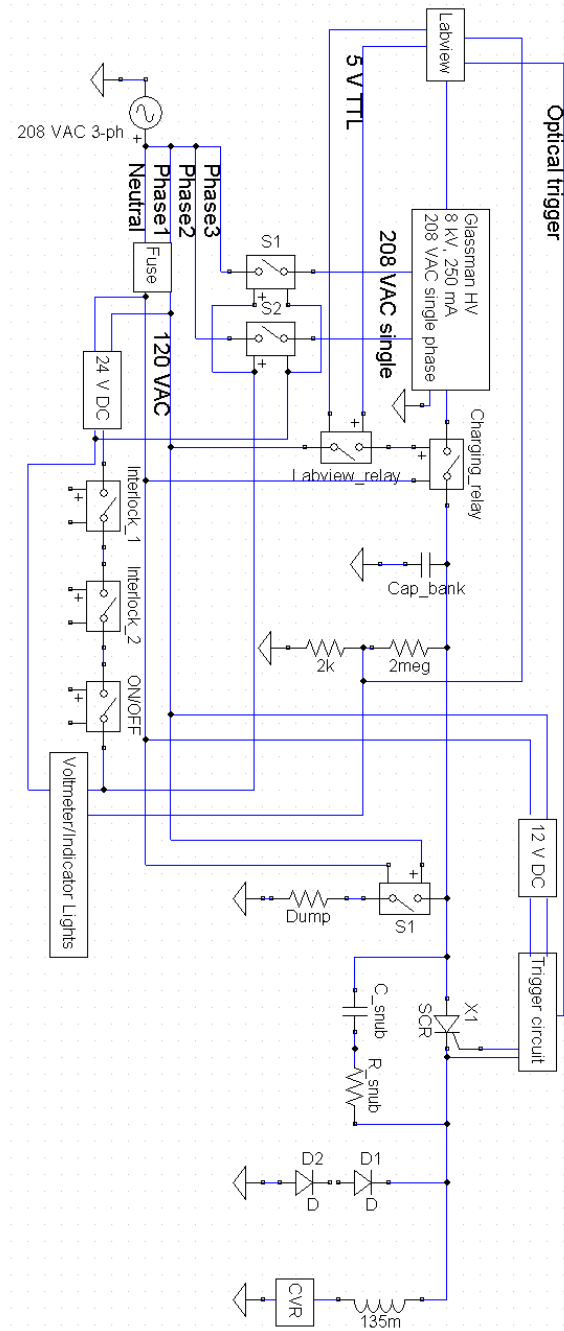 Labview
5 V TTL
Optical trigger
208 VAC 3-ph
+
Neutral
Phase1
Phase2
Phase3
Fuse
S1
+
S2
+
208 VAC single
Glassman HV
8 kV, 250 mA
208 VAC single phase
24 V DC
120 VAC
+
Labview_relay
+
Charging_relay
Interlock_1
+
Interlock_2
+
ON/OFF
+
Cap_bank
2k
2meg
Voltmeter/Indicator Lights
12 V DC
+
S1
Dump
Trigger circuit
X1
SCR
C_snub
R_snub
D2
D
D1
D
CVR
135m